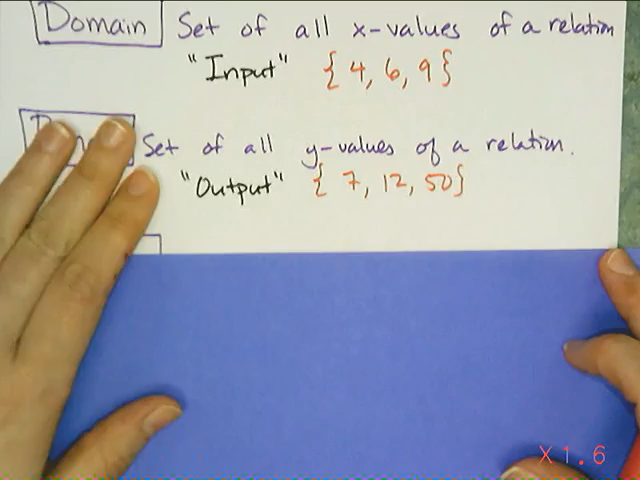 Domain Set of all x-values of a relation
"Input" { 4, 6, 9 }
Set of all y-values of a relation.
"Output" { 7, 12, 50 }
X1.6